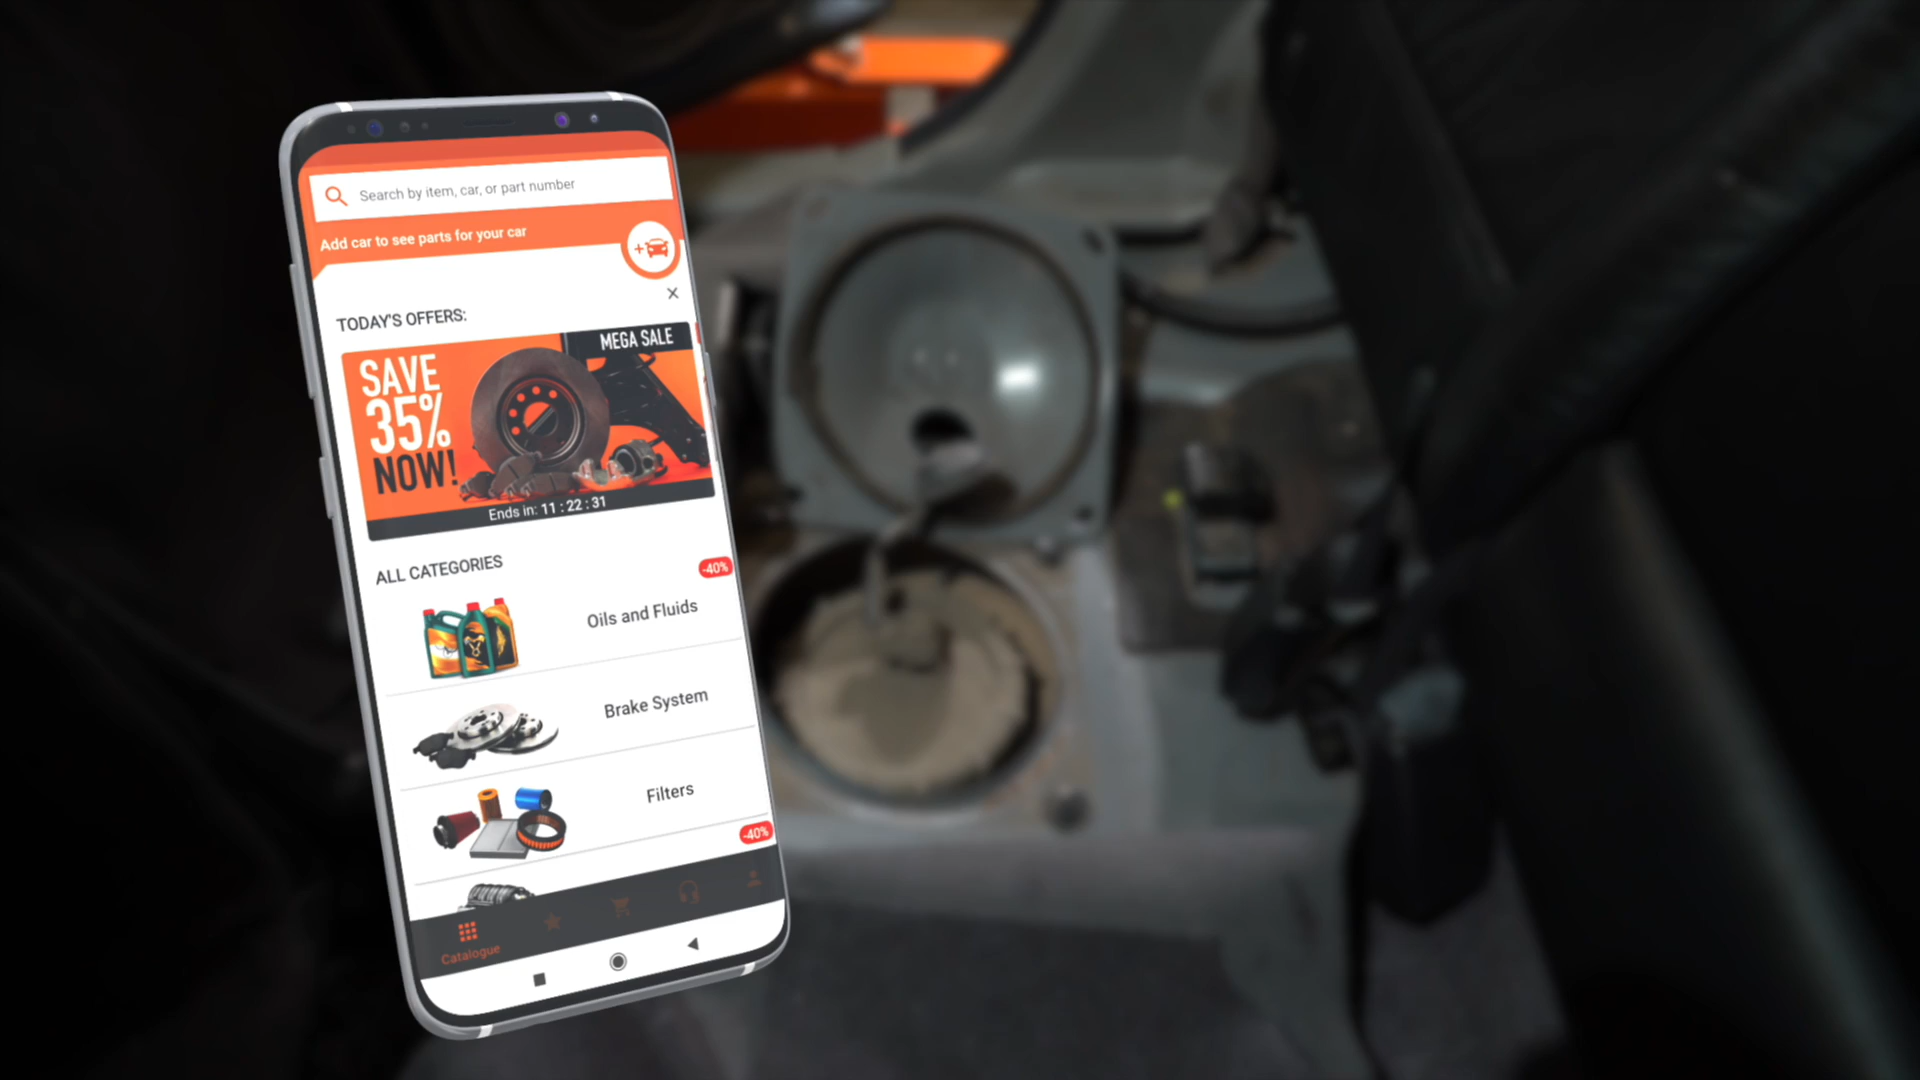 Search by item, car, or part number
Add car to see parts for your car
TODAY'S OFFERS:
MEGA SALE
SAVE
35%
NOW!
Ends in: 11 : 22 : 31
ALL CATEGORIES
-40%
Oils and Fluids
Brake System
Filters
-40%
Catalogue